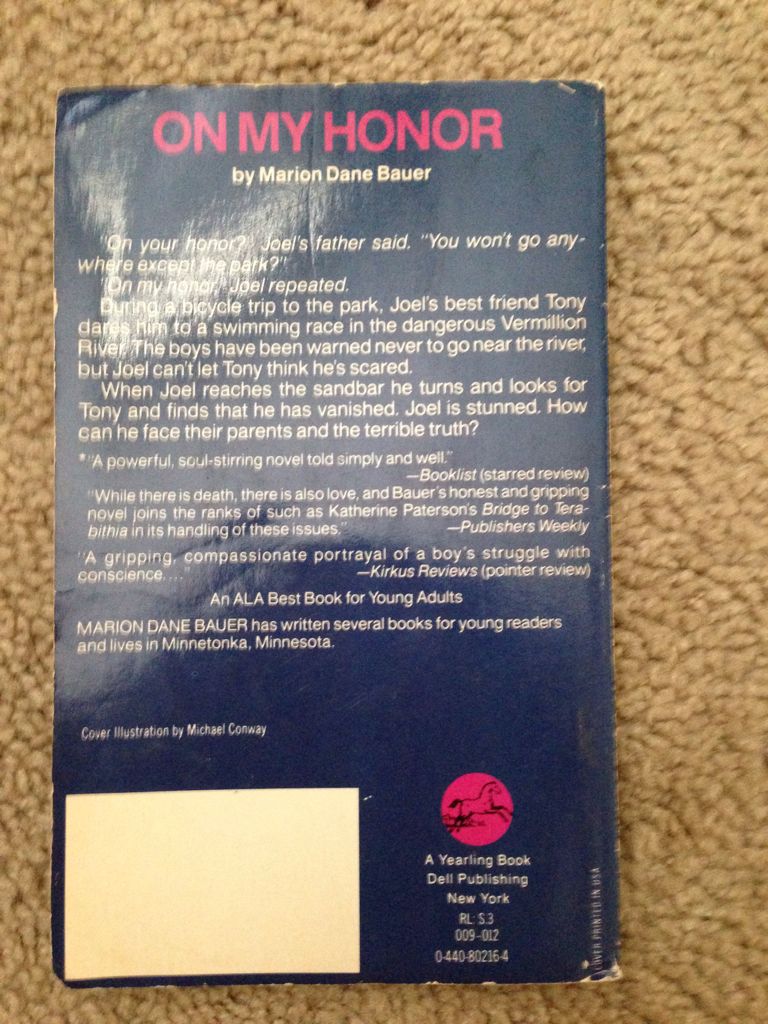 ON MY HONOR
by Marion Dane Bauer
"On your honor?" Joel's father said. "You won't go any-
where except the park?"
"On my honor," Joel repeated.
During a bicycle trip to the park, Joel's best friend Tony
dares him to a swimming race in the dangerous Vermillion
River. The boys have been warned never to go near the river,
but Joel can't let Tony think he's scared.
When Joel reaches the sandbar he turns and looks for
Tony and finds that he has vanished. Joel is stunned. How
can he face their parents and the terrible truth?
*"A powerful, soul-stirring novel told simply and well."
—Booklist (starred review)
"While there is death, there is also love, and Bauer's honest and gripping
novel joins the ranks of such as Katherine Paterson's Bridge to Tera-
bithia in its handling of these issues." —Publishers Weekly
"A gripping, compassionate portrayal of a boy's struggle with
conscience...." —Kirkus Reviews (pointer review)
An ALA Best Book for Young Adults
MARION DANE BAUER has written several books for young readers
and lives in Minnetonka, Minnesota.
Cover Illustration by Michael Conway
A Yearling Book
Dell Publishing
New York
RL: 5.3
009-012
0-440-80216-4
COVER PRINTED IN USA